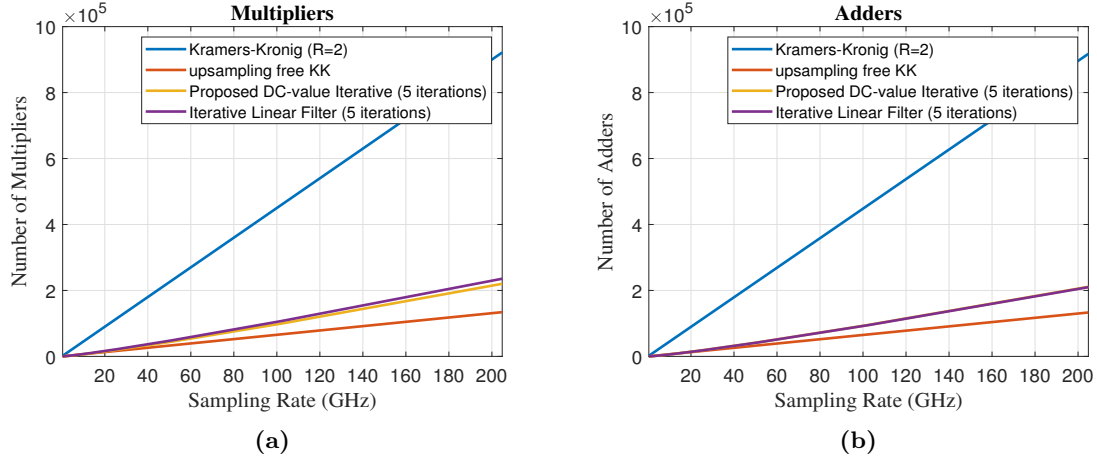 Multipliers
×10⁵
10
8
6
4
2
0
Number of Multipliers
Kramers-Kronig (R=2)
upsampling free KK
Proposed DC-value Iterative (5 iterations)
Iterative Linear Filter (5 iterations)
20 40 60 80 100 120 140 160 180 200
Sampling Rate (GHz)
(a)
Adders
×10⁵
10
8
6
4
2
0
Number of Adders
Kramers-Kronig (R=2)
upsampling free KK
Proposed DC-value Iterative (5 iterations)
Iterative Linear Filter (5 iterations)
20 40 60 80 100 120 140 160 180 200
Sampling Rate (GHz)
(b)